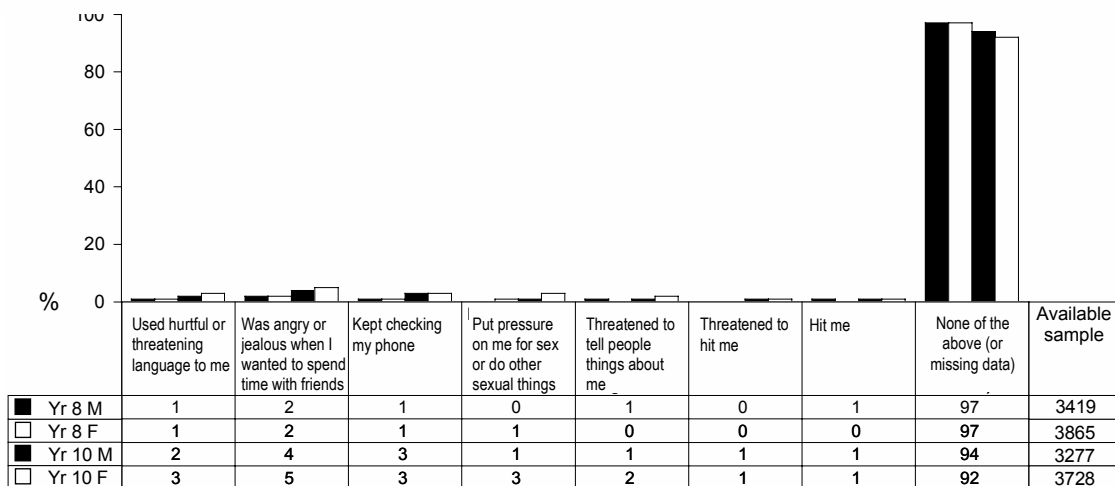 100
80
60
40
20
% 0
Used hurtful or
threatening
language to me
Was angry or
jealous when I
wanted to spend
time with friends
Kept checking
my phone
Put pressure
on me for sex
or do other
sexual things
Threatened to
tell people
things about
me
Threatened to
hit me
Hit me
None of the
above (or
missing data)
Available
sample
Yr 8 M 1 2 1 0 1 0 1 97 3419
Yr 8 F 1 2 1 1 0 0 0 97 3865
Yr 10 M 2 4 3 1 1 1 1 94 3277
Yr 10 F 3 5 3 3 2 1 1 92 3728